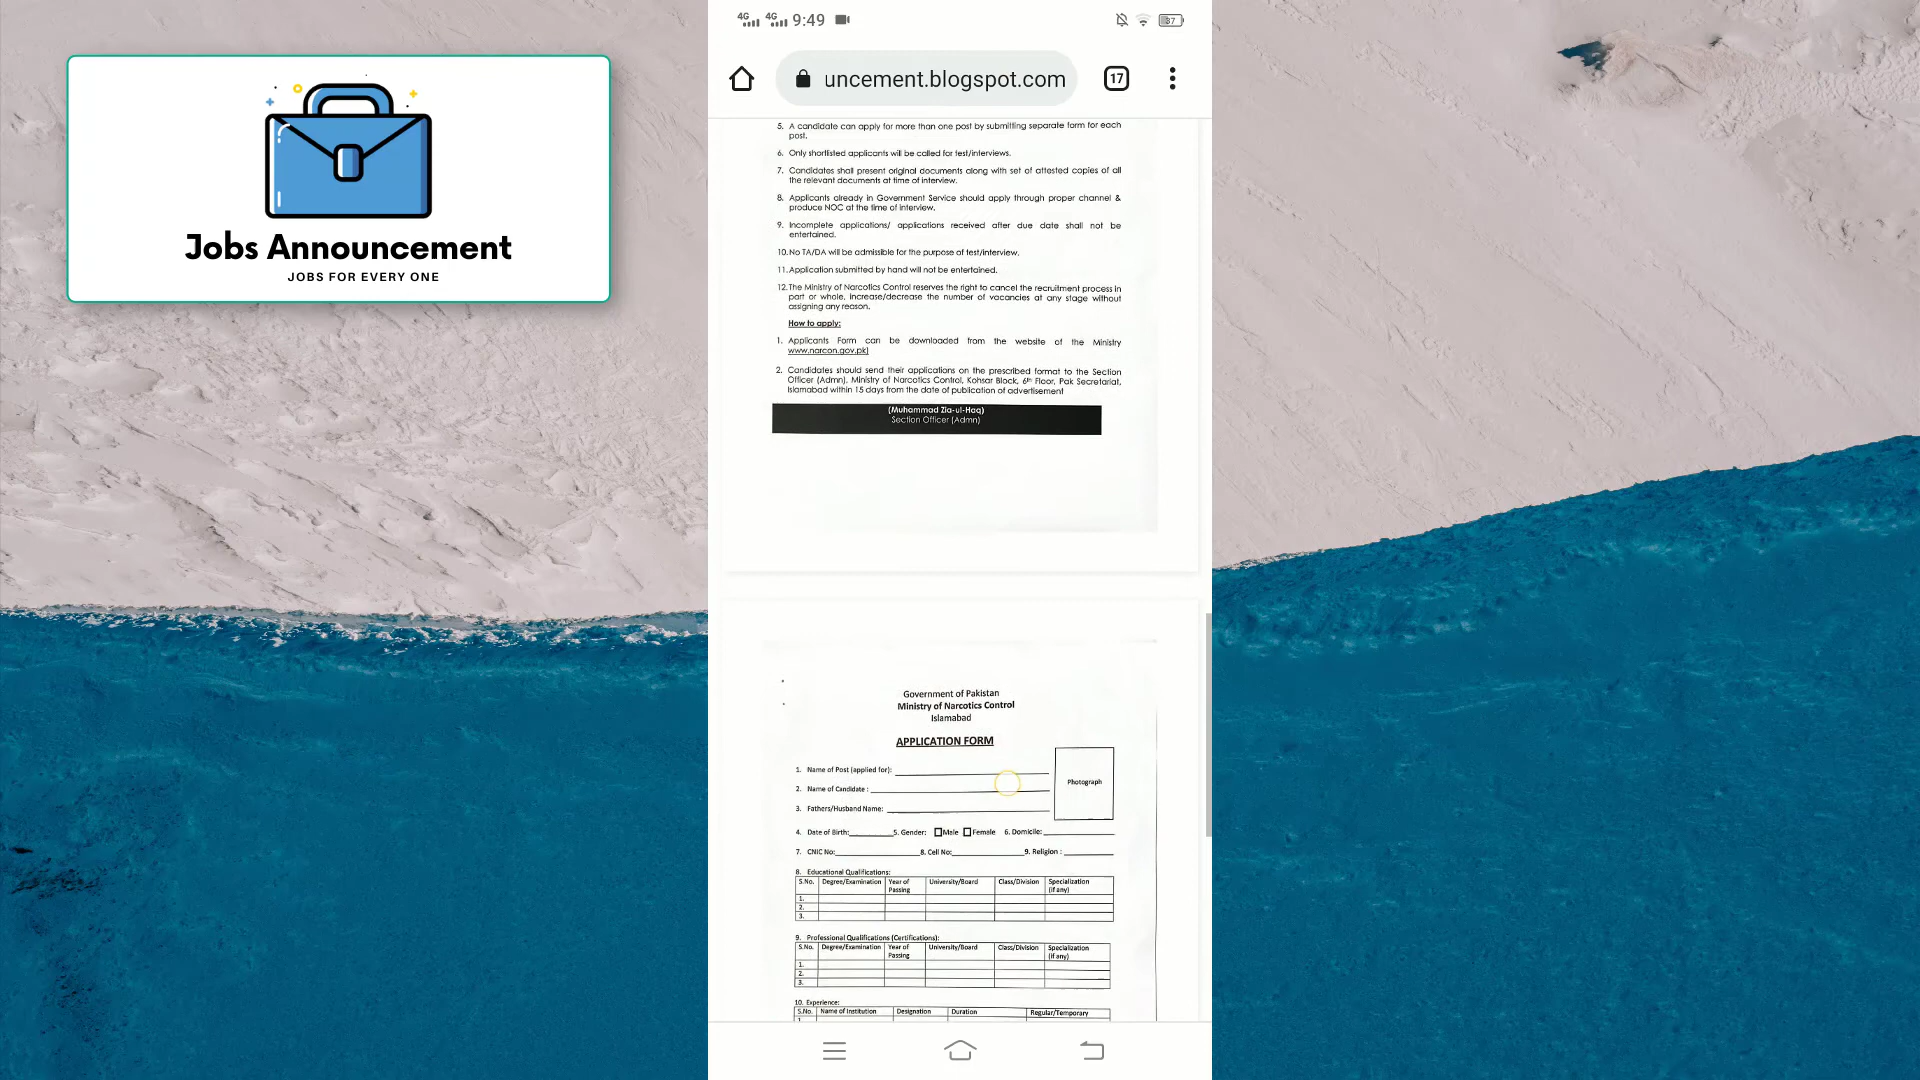 Jobs Announcement
JOBS FOR EVERY ONE
4G 4G 9:49
37
uncement.blogspot.com
17
5. A candidate can apply for more than one post by submitting separate form for each
post.
6. Only shortlisted applicants will be called for test/interviews.
7. Candidates shall present original documents along with set of attested copies of all
the relevant documents at time of interview.
8. Applicants already in Government Service should apply through proper channel &
produce NOC at the time of interview.
9. Incomplete applications/ applications received after due date shall not be
entertained.
10. No TA/DA will be admissible for the purpose of test/interview.
11. Application submitted by hand will not be entertained.
12. The Ministry of Narcotics Control reserves the right to cancel the recruitment process in
part or whole, increase/decrease the number of vacancies at any stage without
assigning any reason.
How to apply:
1. Applicants Form can be downloaded from the website of the Ministry
www.narcon.gov.pk)
2. Candidates should send their applications on the prescribed format to the Section
Officer (Admn), Ministry of Narcotics Control, Kohsar Block, 6th Floor, Pak Secretariat,
Islamabad within 15 days from the date of publication of advertisement
(Muhammad Zia-ul-Haq)
Section Officer (Admn)
Government of Pakistan
Ministry of Narcotics Control
Islamabad
APPLICATION FORM
Photograph
1. Name of Post (applied for):
2. Name of Candidate :
3. Fathers/Husband Name:
4. Date of Birth: 5. Gender: Male Female 6. Domicile:
7. CNIC No: 8. Cell No: 9. Religion :
8. Educational Qualifications:
S.No. Degree/Examination Year of Passing University/Board Class/Division Specialization (if any)
1.
2.
3.
9. Professional Qualifications (Certifications):
S.No. Degree/Examination Year of Passing University/Board Class/Division Specialization (if any)
1.
2.
3.
10. Experience:
S.No. Name of Institution Designation Duration Regular/Temporary